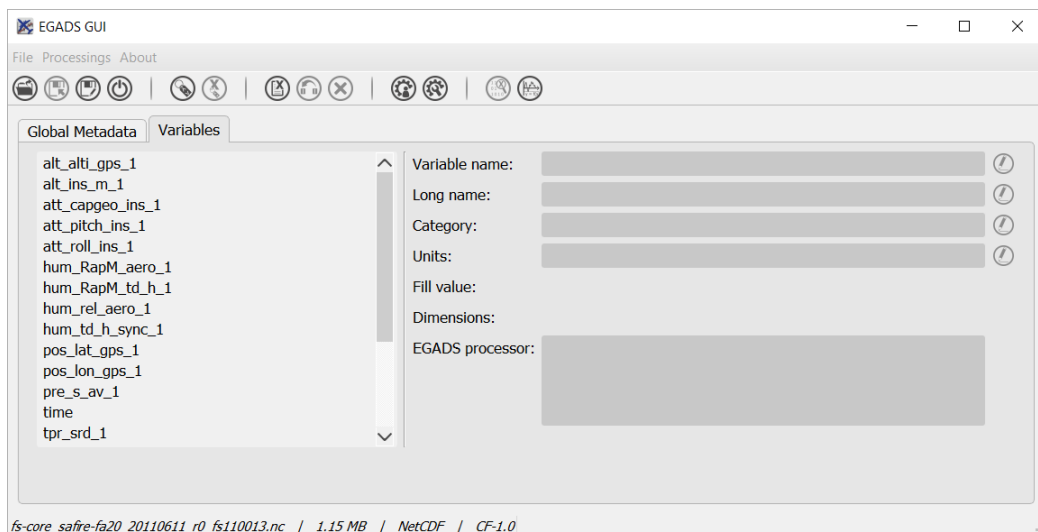 EGADS GUI
File Processings About
Global Metadata Variables
alt_alti_gps_1
alt_ins_m_1
att_capgeo_ins_1
att_pitch_ins_1
att_roll_ins_1
hum_RapM_aero_1
hum_RapM_td_h_1
hum_rel_aero_1
hum_td_h_sync_1
pos_lat_gps_1
pos_lon_gps_1
pre_s_av_1
time
tpr_srd_1
Variable name:
Long name:
Category:
Units:
Fill value:
Dimensions:
EGADS processor:
fs-core_safire-fa20_20110611_r0_fs110013.nc | 1.15 MB | NetCDF | CF-1.0